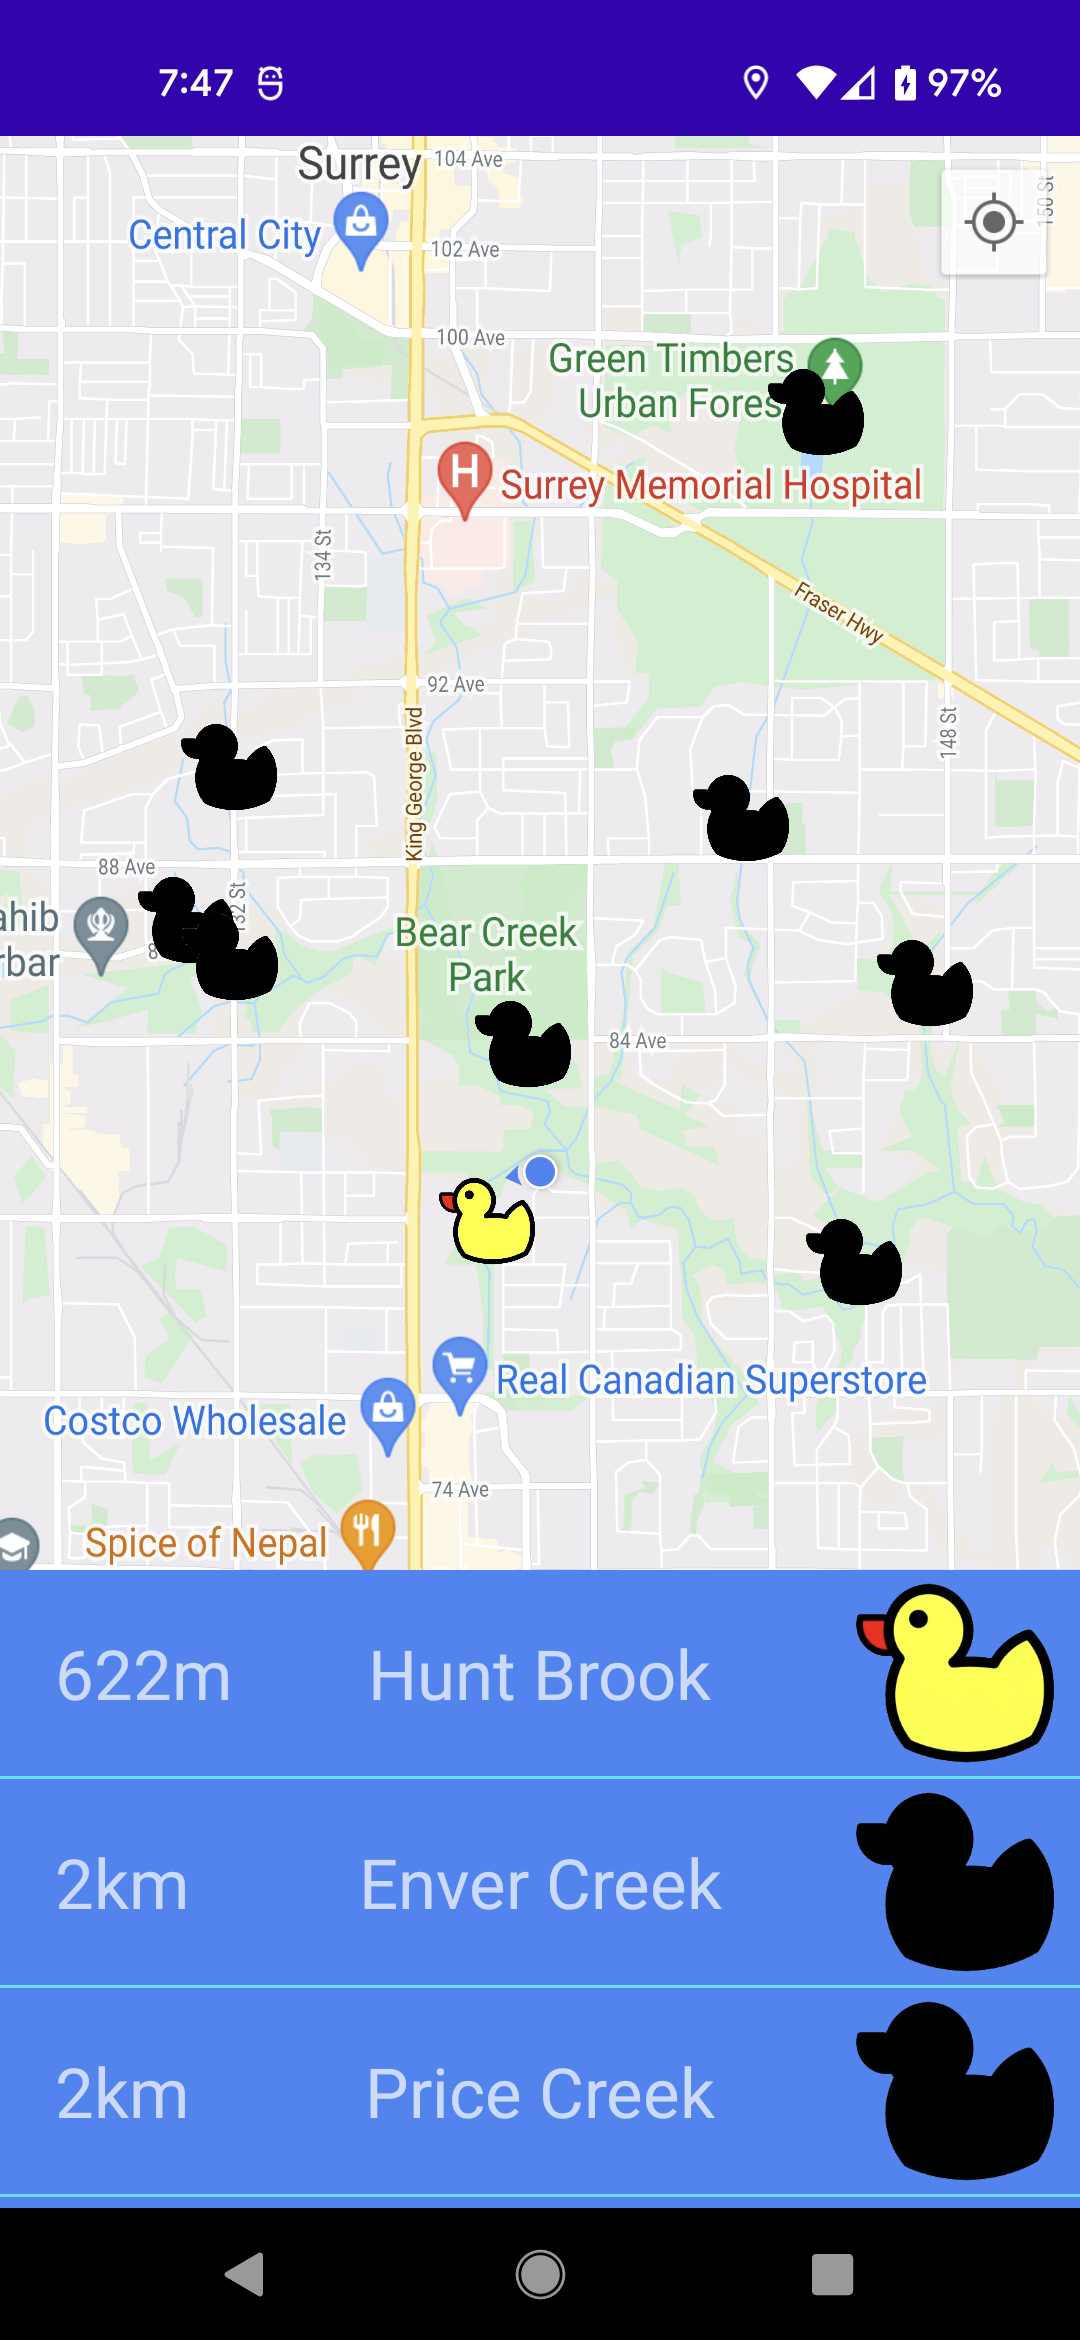 7:47
97%
Surrey
104 Ave
Central City
102 Ave
150 St
100 Ave
Green Timbers
Urban Fores
H
Surrey Memorial Hospital
134 St
Fraser Hwy
92 Ave
King George Blvd
148 St
88 Ave
132 St
ahib
rbar
8
Bear Creek
Park
84 Ave
Real Canadian Superstore
Costco Wholesale
74 Ave
Spice of Nepal
622m Hunt Brook
2km Enver Creek
2km Price Creek